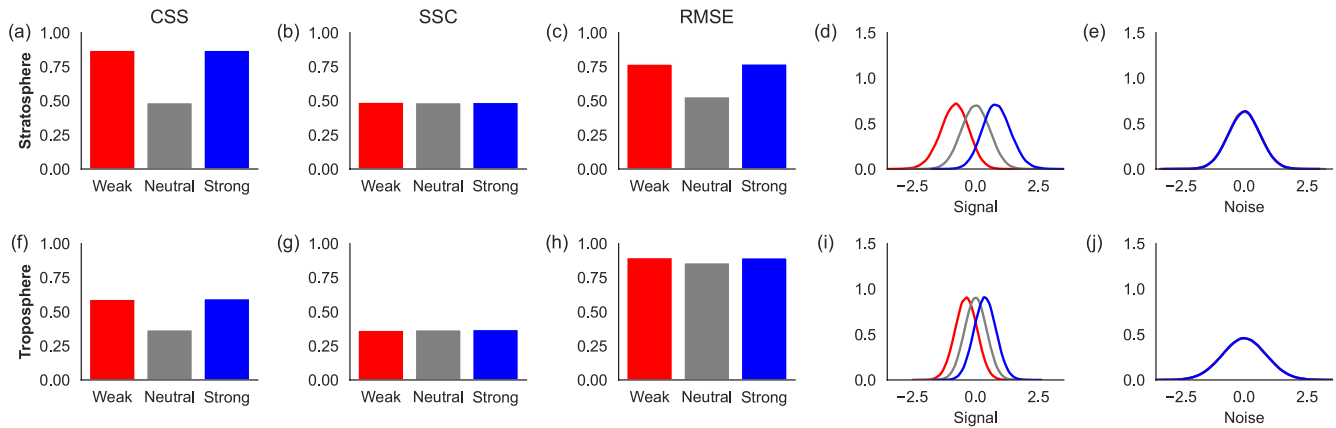 CSS SSC RMSE
(a) (b) (c) (d) (e)
Stratosphere
1.00 1.00 1.00 1.5 1.5
0.75 0.75 0.75 1.0 1.0
0.50 0.50 0.50 0.5 0.5
0.25 0.25 0.25
0.00 0.00 0.00 0.0 0.0
Weak Neutral Strong Weak Neutral Strong Weak Neutral Strong −2.5 0.0 2.5 −2.5 0.0 2.5
Signal Noise
(f) (g) (h) (i) (j)
Troposphere
1.00 1.00 1.00 1.5 1.5
0.75 0.75 0.75 1.0 1.0
0.50 0.50 0.50 0.5 0.5
0.25 0.25 0.25
0.00 0.00 0.00 0.0 0.0
Weak Neutral Strong Weak Neutral Strong Weak Neutral Strong −2.5 0.0 2.5 −2.5 0.0 2.5
Signal Noise